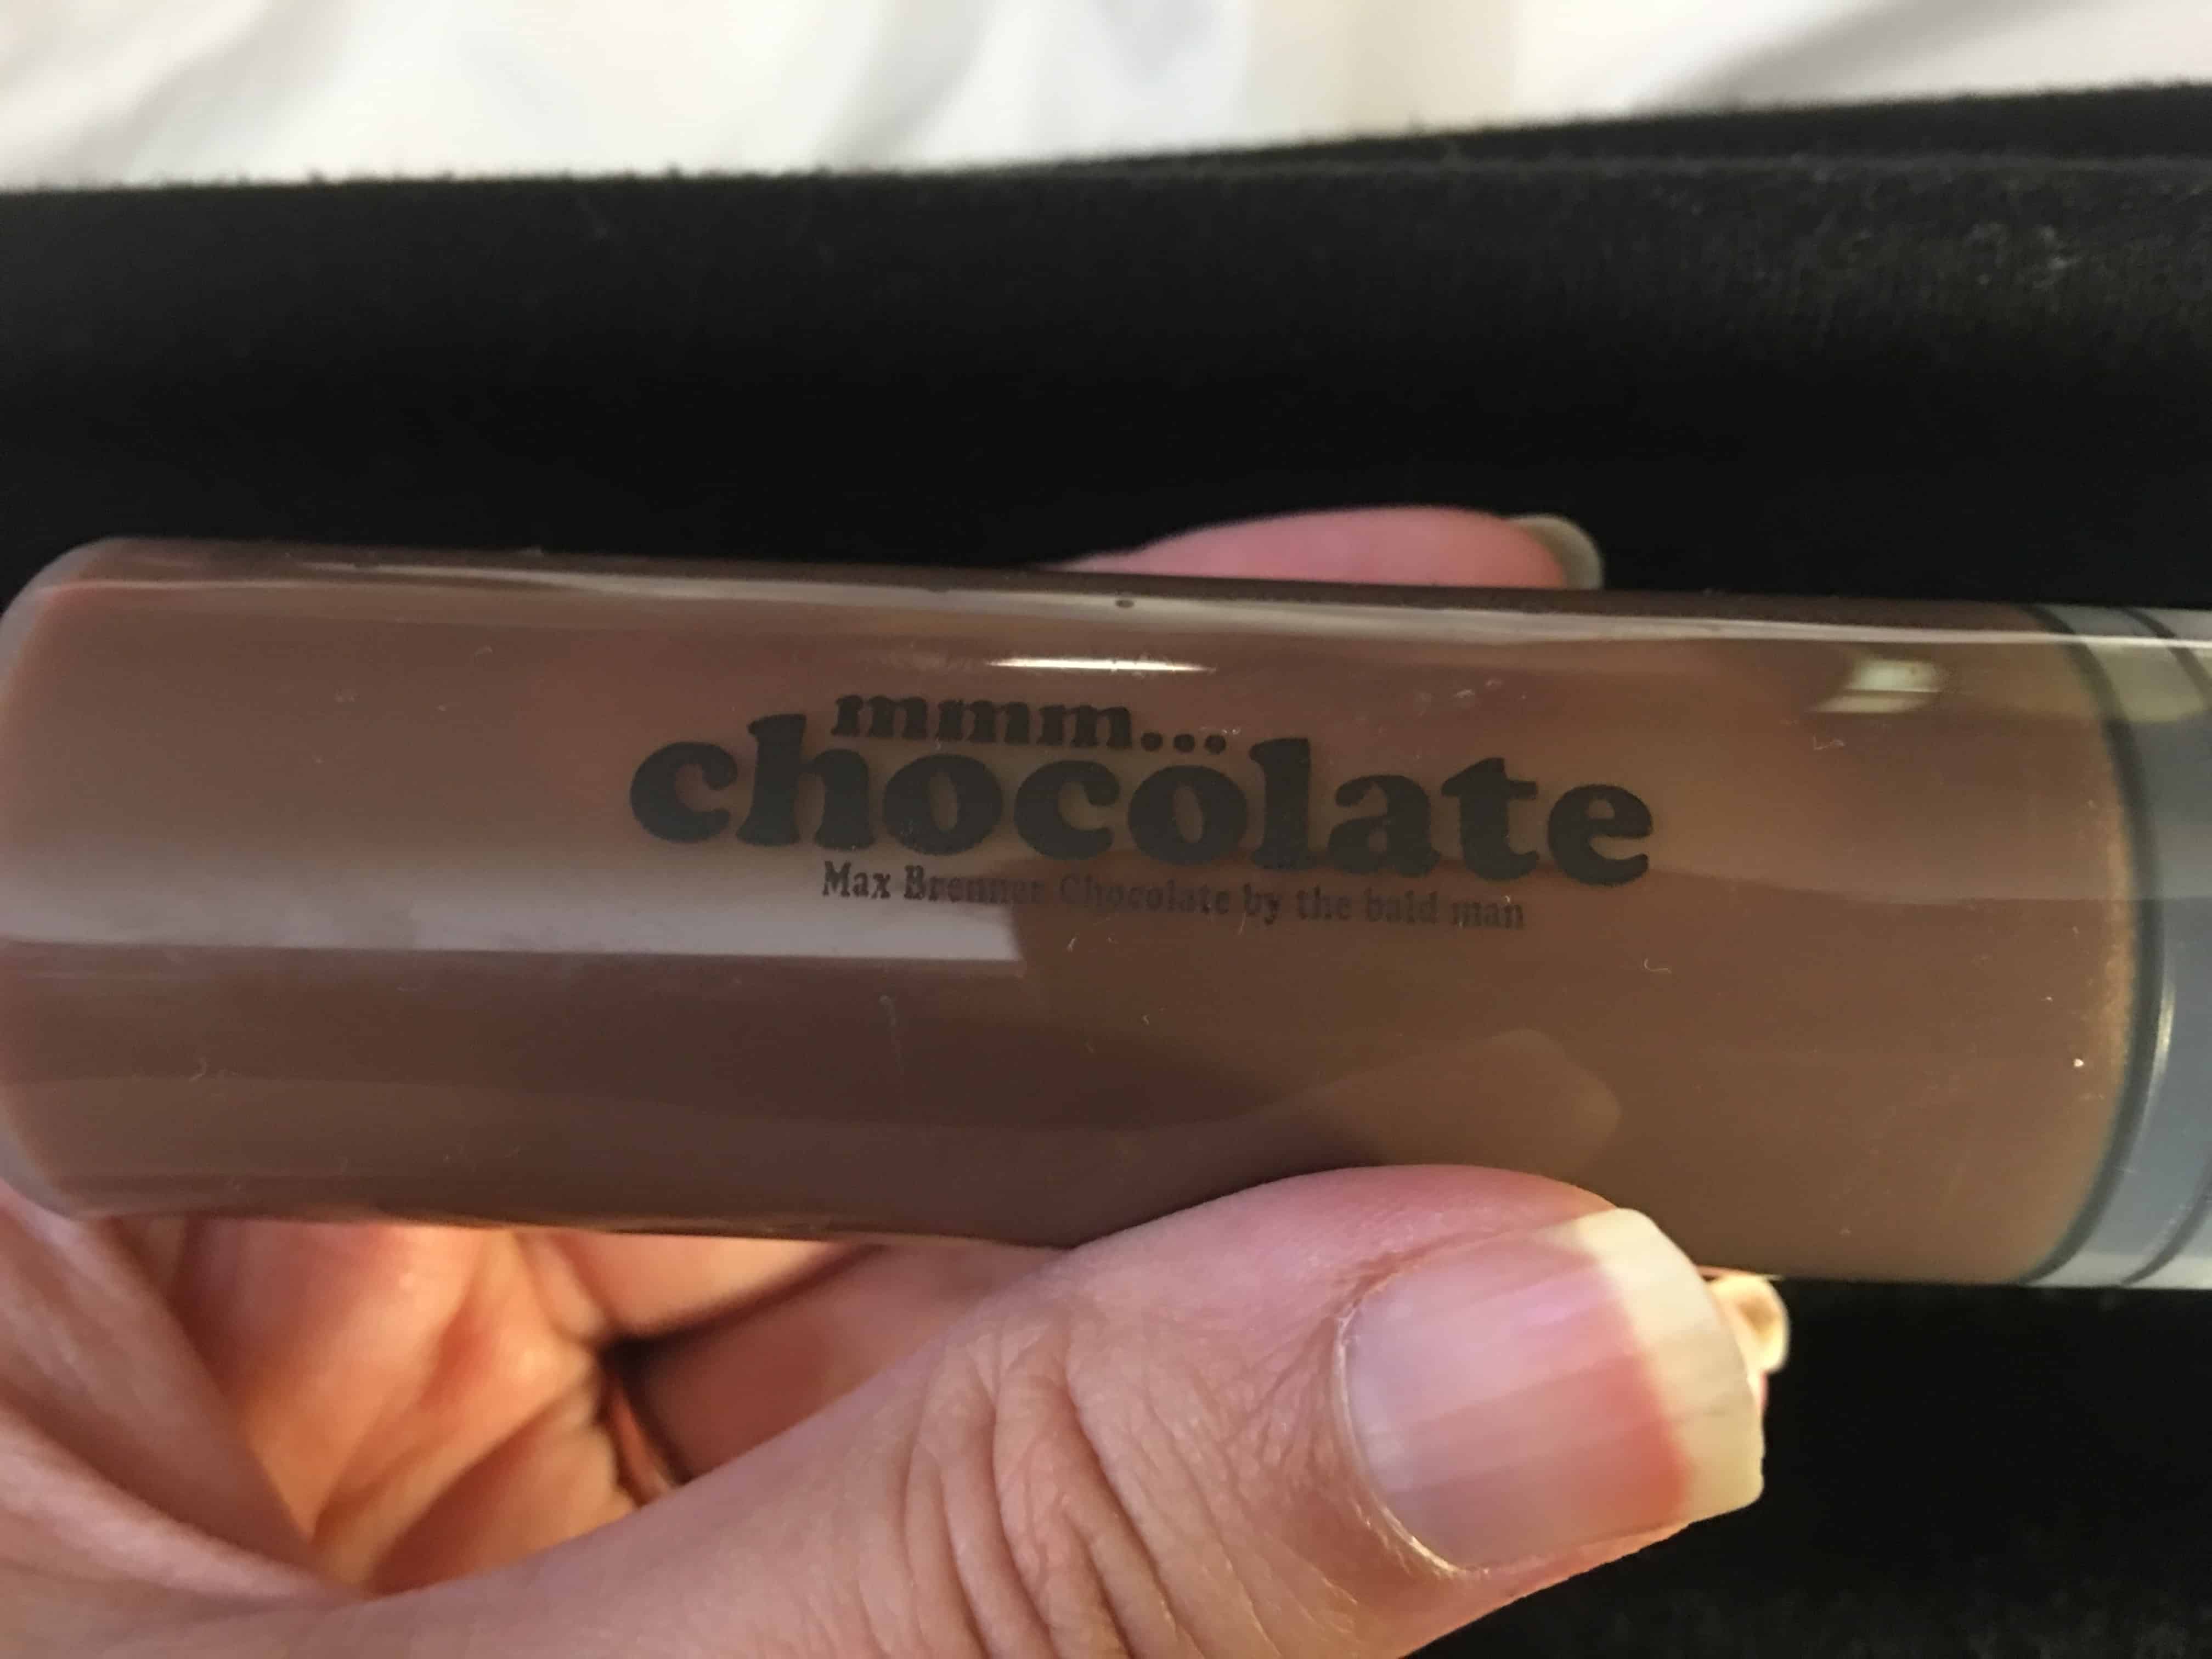 mmm...
chocolate
Max Brenner Chocolate by the bald man